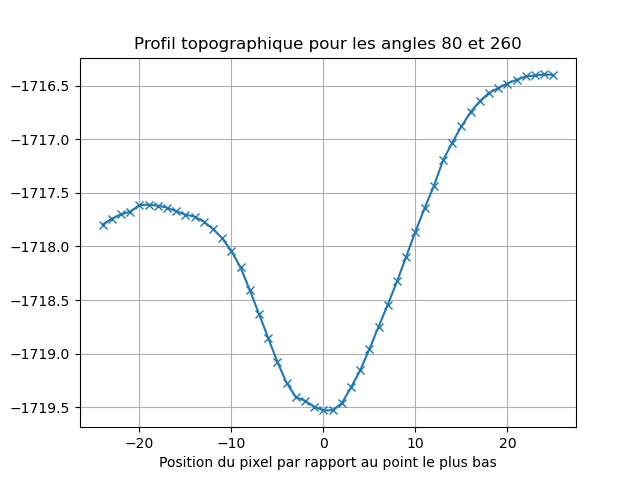 Profil topographique pour les angles 80 et 260
−1716.5
−1717.0
−1717.5
−1718.0
−1718.5
−1719.0
−1719.5
−20 −10 0 10 20
Position du pixel par rapport au point le plus bas